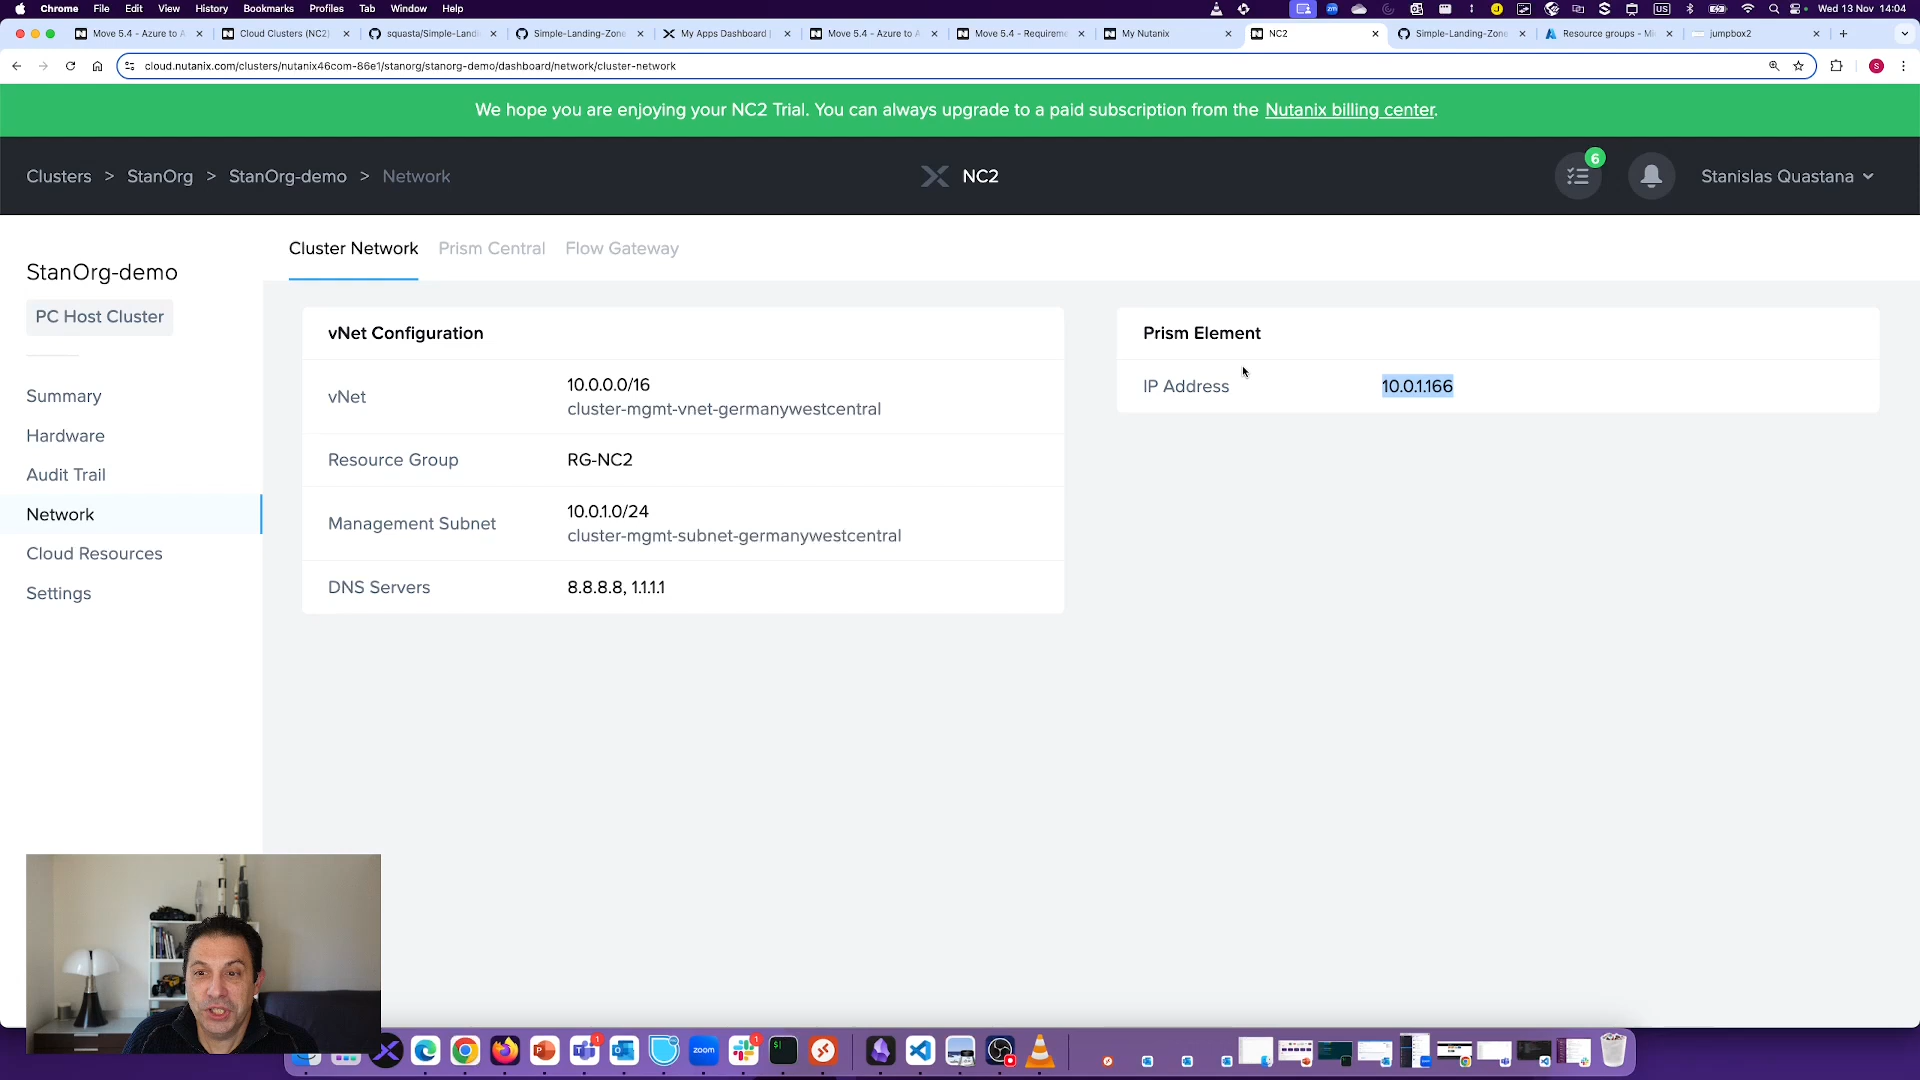 Chrome File Edit View History Bookmarks Profiles Tab Window Help
US Wed 13 Nov 14:04
Move 5.4 - Azure to A
Cloud Clusters (NC2)
squasta/Simple-Landi
Simple-Landing-Zone
My Apps Dashboard |
Move 5.4 - Azure to A
Move 5.4 - Requireme
My Nutanix
NC2
Simple-Landing-Zone
Resource groups - Mi
jumpbox2
cloud.nutanix.com/clusters/nutanix46com-86e1/stanorg/stanorg-demo/dashboard/network/cluster-network
S
We hope you are enjoying your NC2 Trial. You can always upgrade to a paid subscription from the Nutanix billing center.
Clusters > StanOrg > StanOrg-demo > Network
NC2
6
Stanislas Quastana
StanOrg-demo
PC Host Cluster
Summary
Hardware
Audit Trail
Network
Cloud Resources
Settings
Cluster Network Prism Central Flow Gateway
vNet Configuration
vNet
10.0.0.0/16
cluster-mgmt-vnet-germanywestcentral
Resource Group
RG-NC2
Management Subnet
10.0.1.0/24
cluster-mgmt-subnet-germanywestcentral
DNS Servers
8.8.8.8, 1.1.1.1
Prism Element
IP Address
10.0.1.166
1
zoom
1